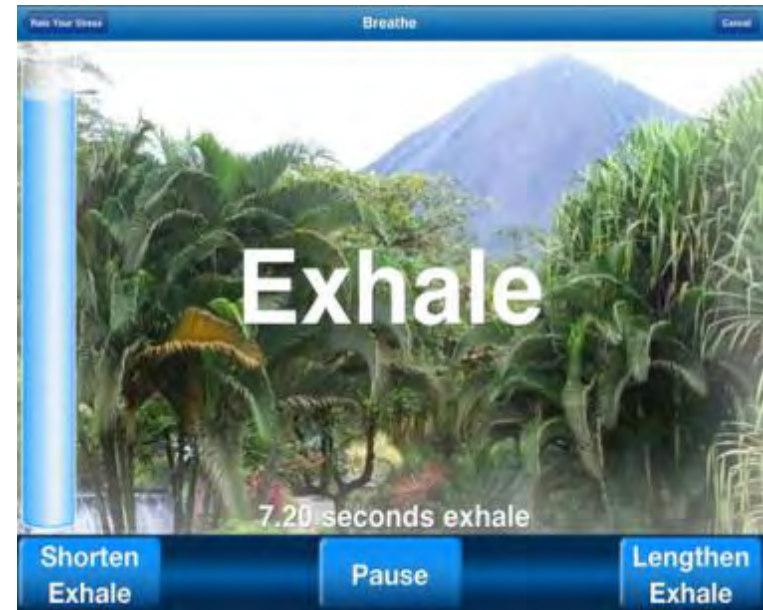 Rate Your Stress
Breathe
Cancel
Exhale
7.20 seconds exhale
Shorten
Exhale
Pause
Lengthen
Exhale